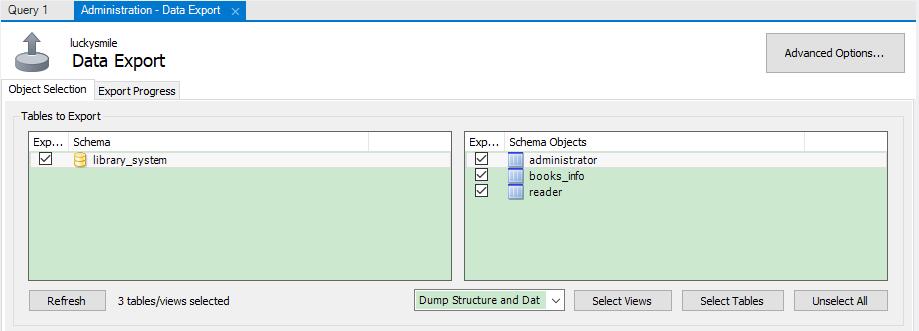 Query 1
Administration - Data Export ×
luckysmile
Data Export
Advanced Options...
Object Selection
Export Progress
Tables to Export
Exp... Schema
library_system
Exp... Schema Objects
administrator
books_info
reader
Refresh
3 tables/views selected
Dump Structure and Dat
Select Views
Select Tables
Unselect All